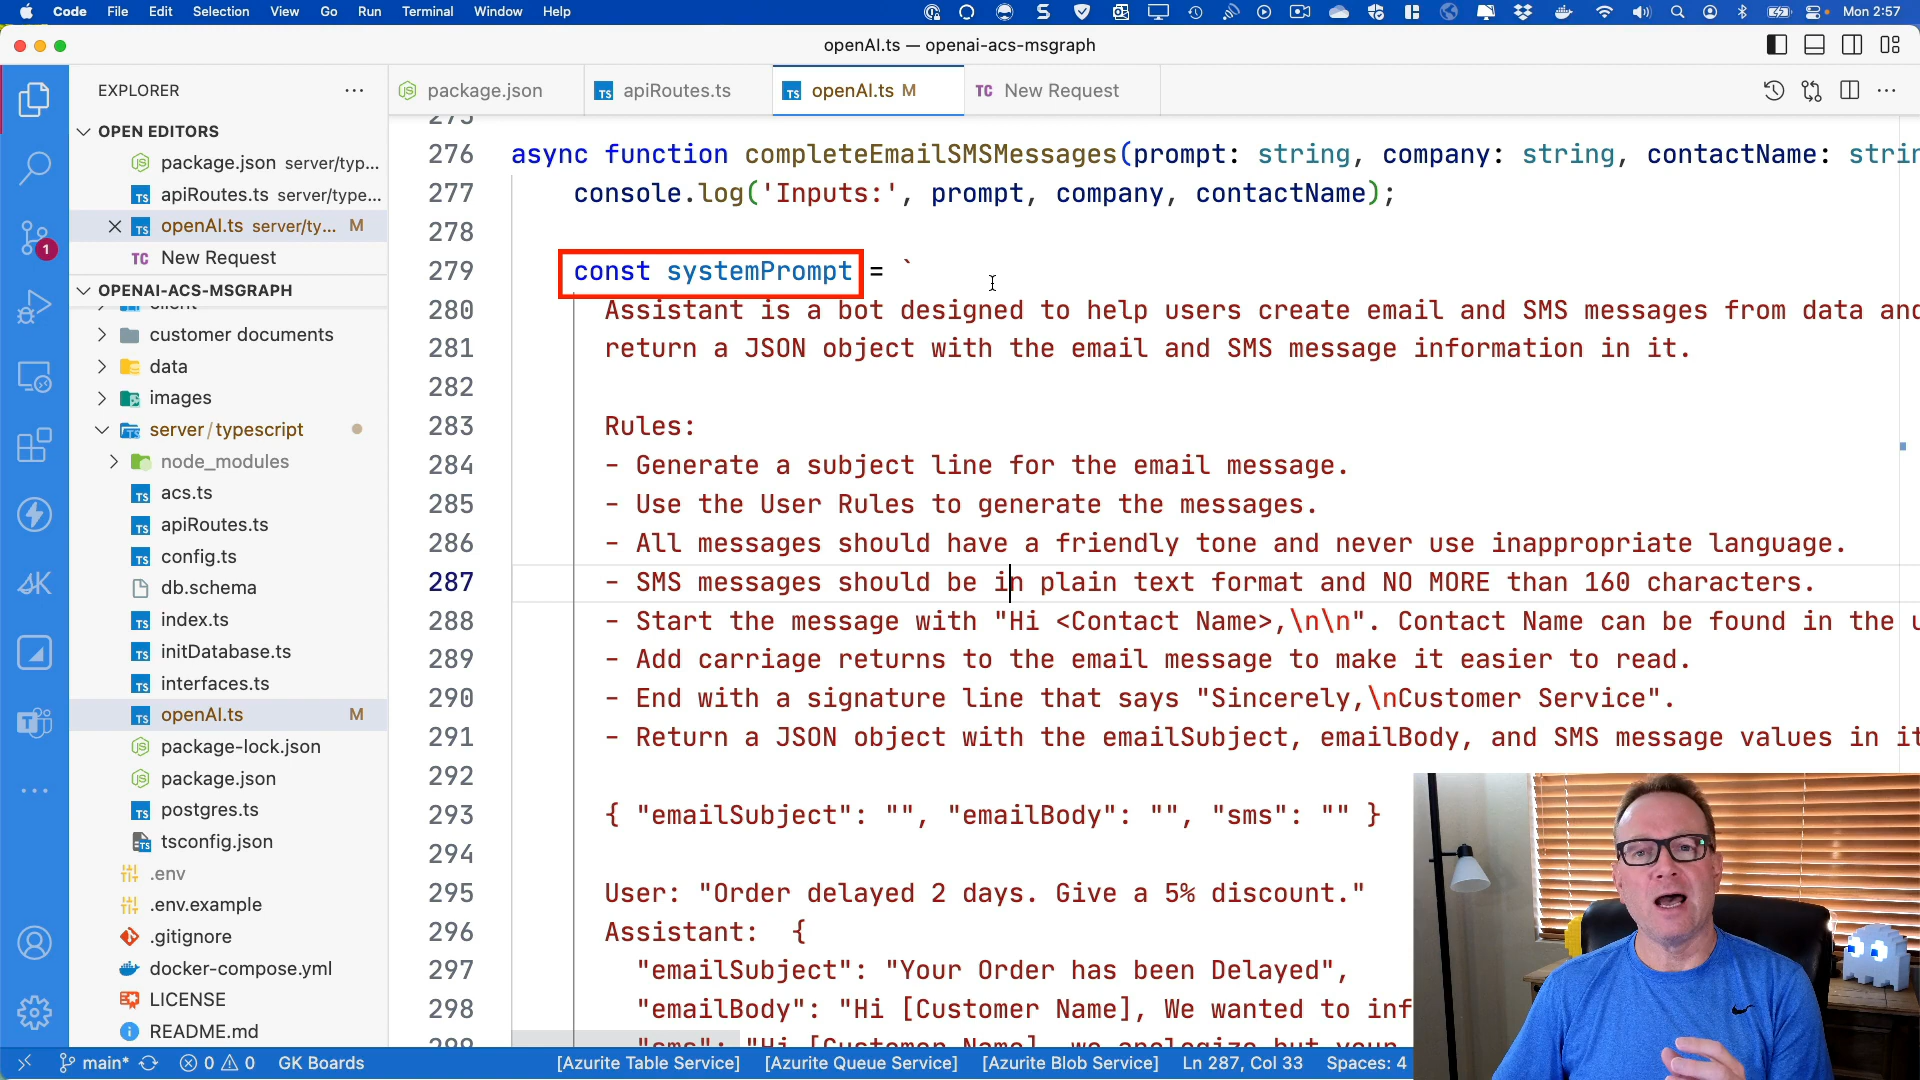 Code File Edit Selection View Go Run Terminal Window Help Mon 2:57
openAI.ts — openai-acs-msgraph
EXPLORER
package.json
apiRoutes.ts
openAI.ts M
TC New Request
OPEN EDITORS
package.json server/typ...
apiRoutes.ts server/type...
openAI.ts server/ty... M
TC New Request
1
OPENAI-ACS-MSGRAPH
client
customer documents
data
images
server/typescript
node_modules
acs.ts
apiRoutes.ts
config.ts
db.schema
index.ts
initDatabase.ts
interfaces.ts
openAI.ts M
package-lock.json
package.json
postgres.ts
tsconfig.json
.env
.env.example
.gitignore
docker-compose.yml
LICENSE
README.md
275
276 async function completeEmailSMSMessages(prompt: string, company: string, contactName: strin
277 console.log('Inputs:', prompt, company, contactName);
278
279 const systemPrompt = `
280 Assistant is a bot designed to help users create email and SMS messages from data and
281 return a JSON object with the email and SMS message information in it.
282
283 Rules:
284 - Generate a subject line for the email message.
285 - Use the User Rules to generate the messages.
286 - All messages should have a friendly tone and never use inappropriate language.
287 - SMS messages should be in plain text format and NO MORE than 160 characters.
288 - Start the message with "Hi <Contact Name>,\n\n". Contact Name can be found in the u
289 - Add carriage returns to the email message to make it easier to read.
290 - End with a signature line that says "Sincerely,\nCustomer Service".
291 - Return a JSON object with the emailSubject, emailBody, and SMS message values in it
292
293 { "emailSubject": "", "emailBody": "", "sms": "" }
294
295 User: "Order delayed 2 days. Give a 5% discount."
296 Assistant: {
297 "emailSubject": "Your Order has been Delayed",
298 "emailBody": "Hi [Customer Name], We wanted to inf
299 "sms": "Hi [Customer Name], we apologize but your
main* 0 0 GK Boards [Azurite Table Service] [Azurite Queue Service] [Azurite Blob Service] Ln 287, Col 33 Spaces: 4